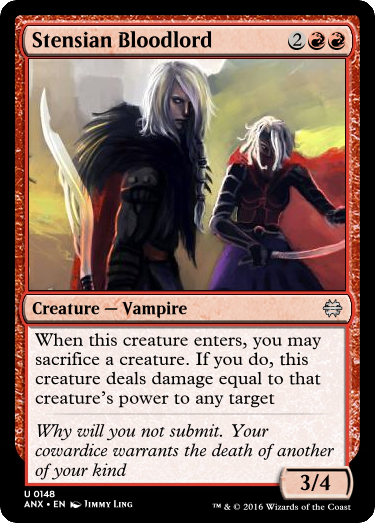 Stensian Bloodlord 2
Creature — Vampire
When this creature enters, you may
sacrifice a creature. If you do, this
creature deals damage equal to that
creature's power to any target
Why will you not submit. Your
cowardice warrants the death of another
of your kind
3/4
U 0148
ANX • EN Jimmy Ling
™ & © 2016 Wizards of the Coast